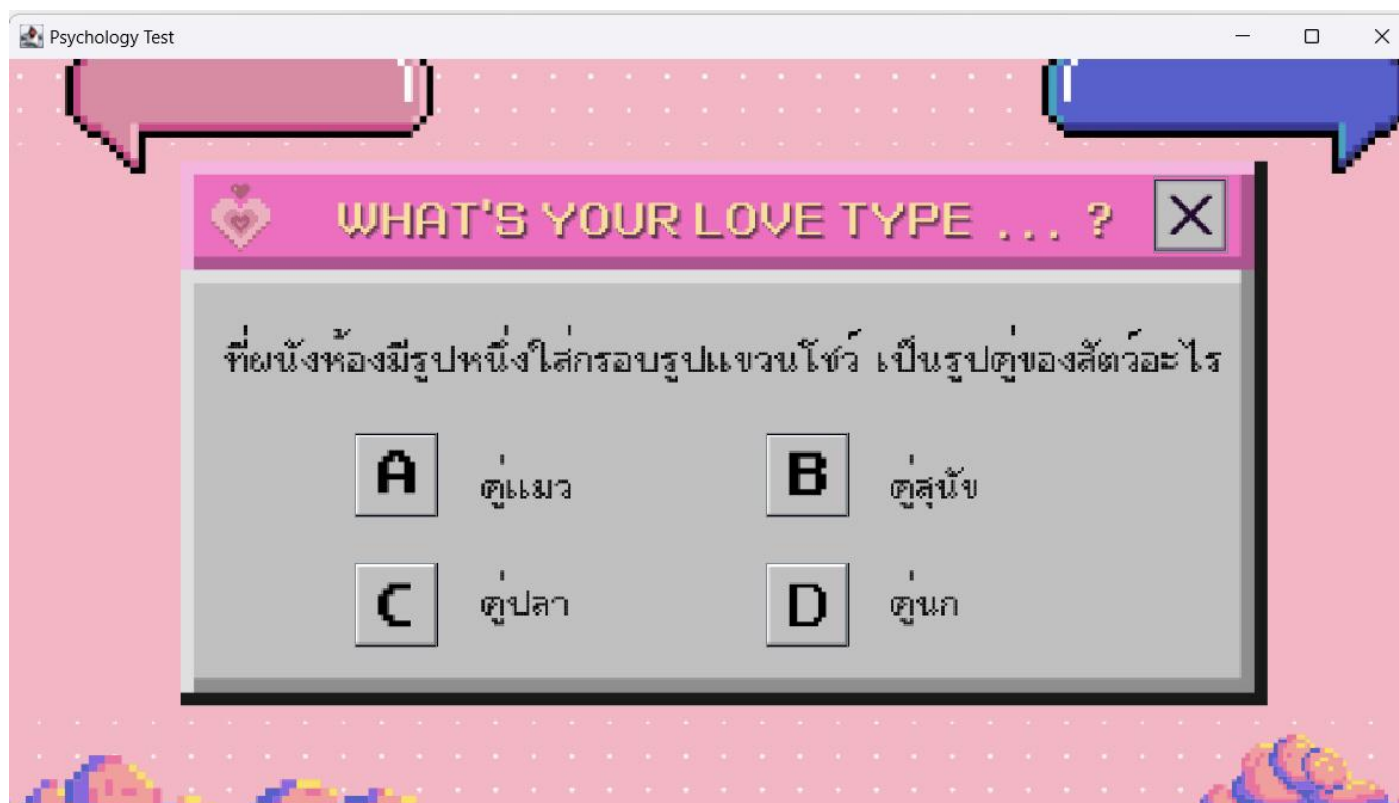 Psychology Test
WHAT'S YOUR LOVE TYPE ... ?
ที่ผนังห้องมีรูปหนึ่งใส่กรอบรูปแขวนโชว์ เป็นรูปคู่ของสัตว์อะไร
A คู่แมว
B คู่สุนัข
C คู่ปลา
D คู่นก